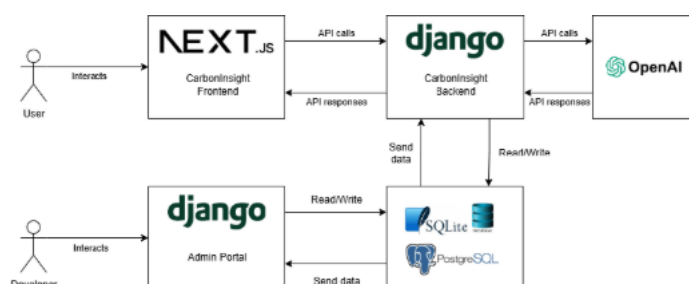 NEXT.JS
API calls
django
API calls
Interacts
CarbonInsight
Frontend
CarbonInsight
Backend
OpenAI
User
API responses
API responses
Send
data
Read/Write
django
Read/Write
SQLite
Interacts
Admin Portal
PostgreSQL
Developer
Send data